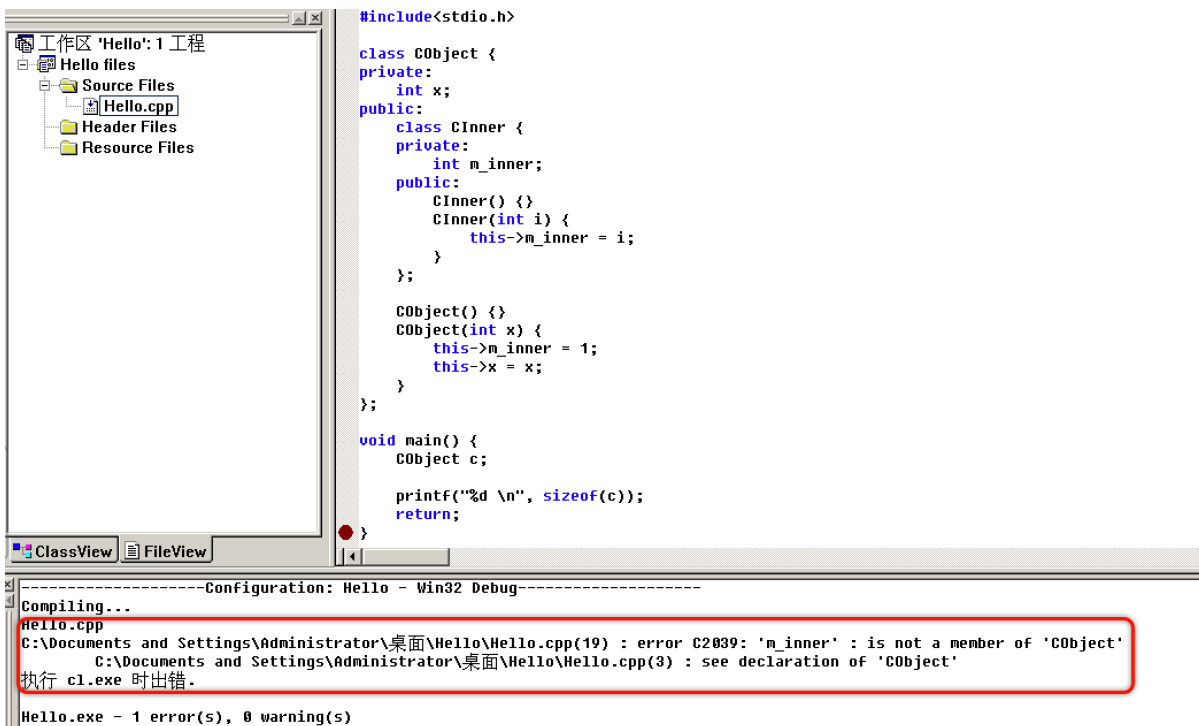 工作区 'Hello': 1 工程
Hello files
Source Files
Hello.cpp
Header Files
Resource Files
ClassView
FileView
#include<stdio.h>
class CObject {
private:
int x;
public:
class CInner {
private:
int m_inner;
public:
CInner() {}
CInner(int i) {
this->m_inner = i;
}
};
CObject() {}
CObject(int x) {
this->m_inner = 1;
this->x = x;
}
};
void main() {
CObject c;
printf("%d \n", sizeof(c));
return;
}
--------------------Configuration: Hello - Win32 Debug--------------------
Compiling...
Hello.cpp
C:\Documents and Settings\Administrator\桌面\Hello\Hello.cpp(19) : error C2039: 'm_inner' : is not a member of 'CObject'
C:\Documents and Settings\Administrator\桌面\Hello\Hello.cpp(3) : see declaration of 'CObject'
执行 cl.exe 时出错.
Hello.exe - 1 error(s), 0 warning(s)